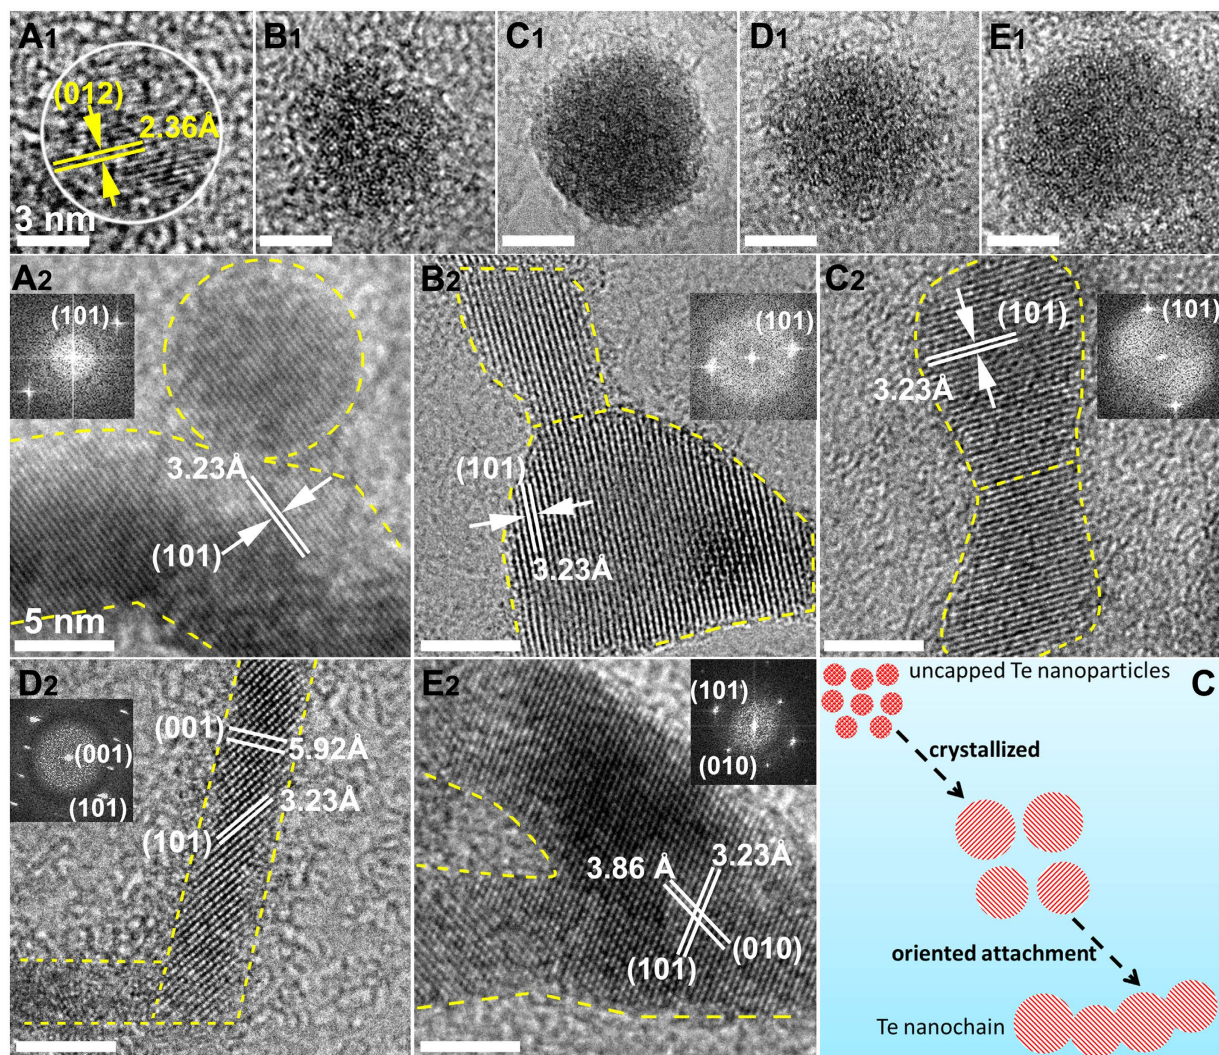 A1
(012)
2.36Å
3 nm
B1
C1
D1
E1
A2
(101)
3.23Å
(101)
5 nm
B2
(101)
(101)
3.23Å
C2
(101)
(101)
3.23Å
D2
(001)
(001)
5.92Å
(101)
3.23Å
(101)
E2
(101)
(010)
3.86 Å
3.23Å
(010)
(101)
C
uncapped Te nanoparticles
crystallized
oriented attachment
Te nanochain